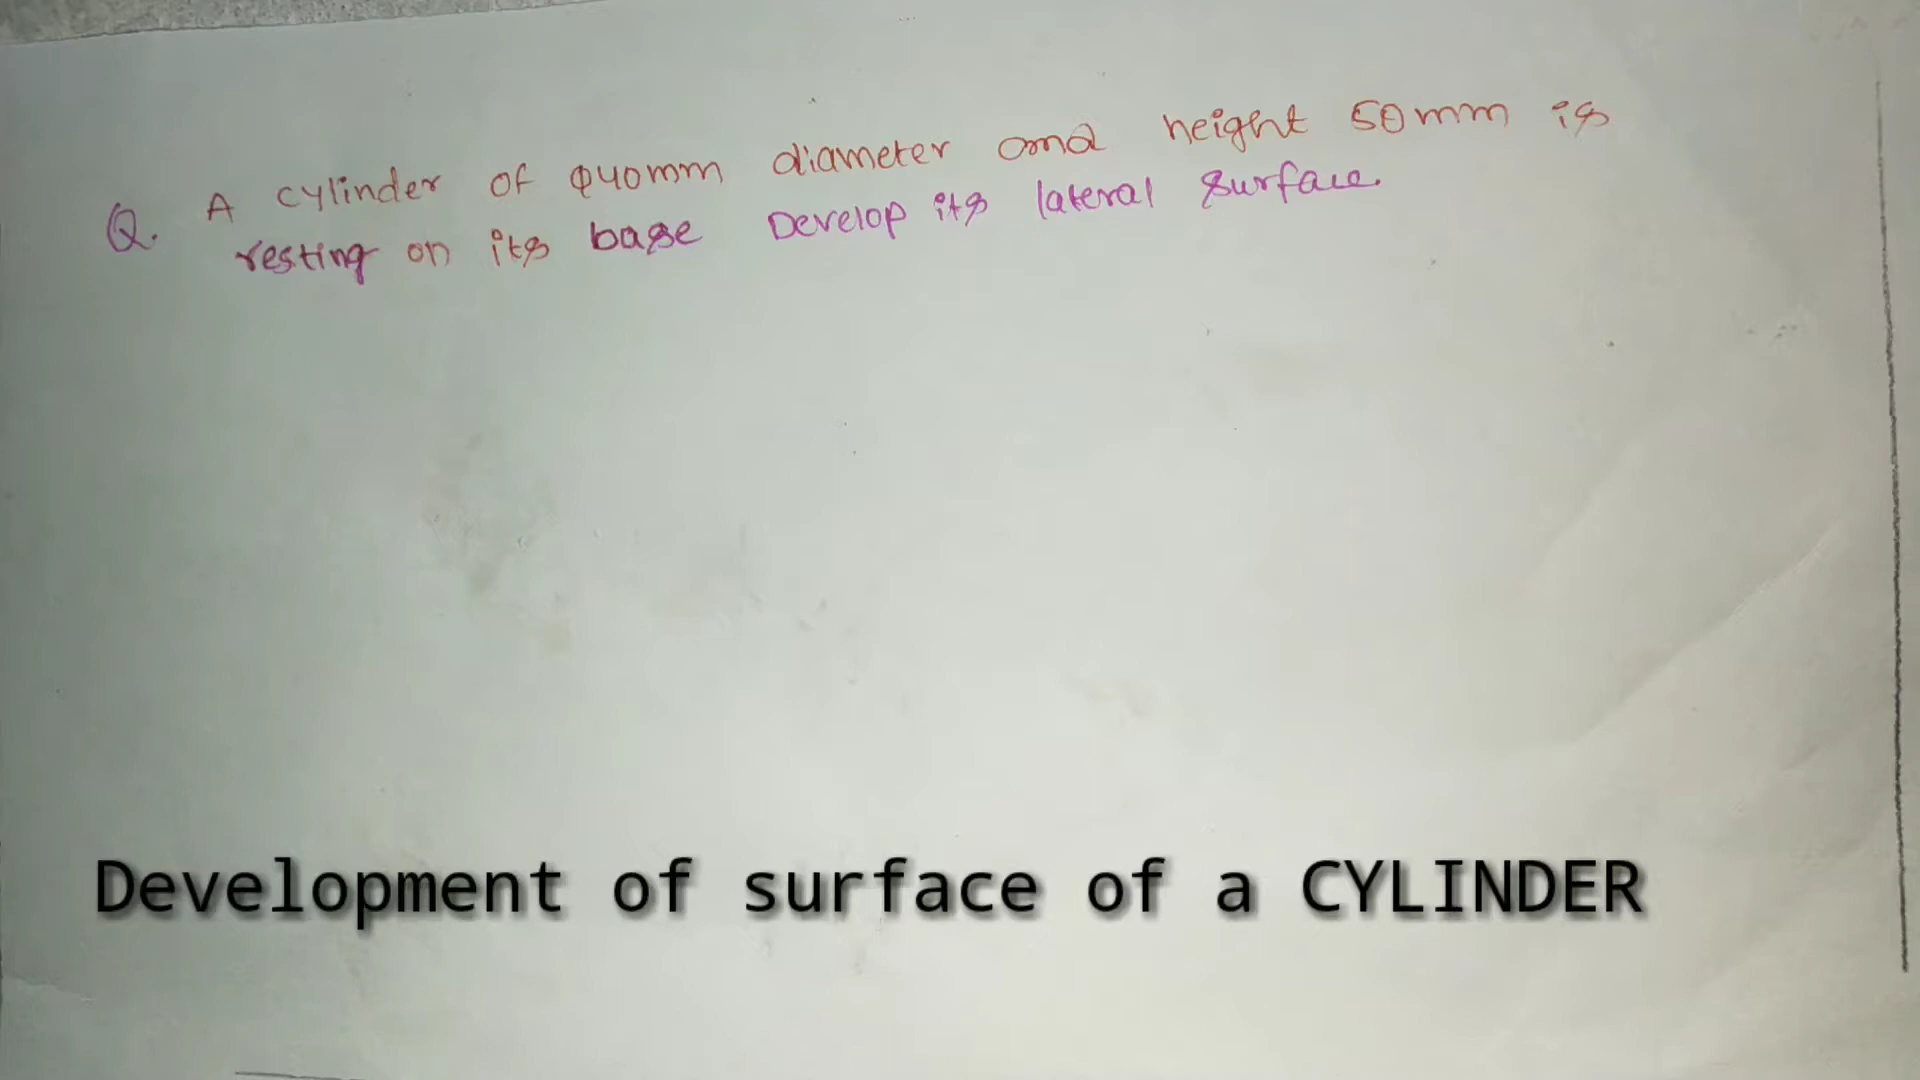 Q. A cylinder of φ40mm diameter and height 50mm is
resting on its base Develop its lateral surface.
Development of surface of a CYLINDER